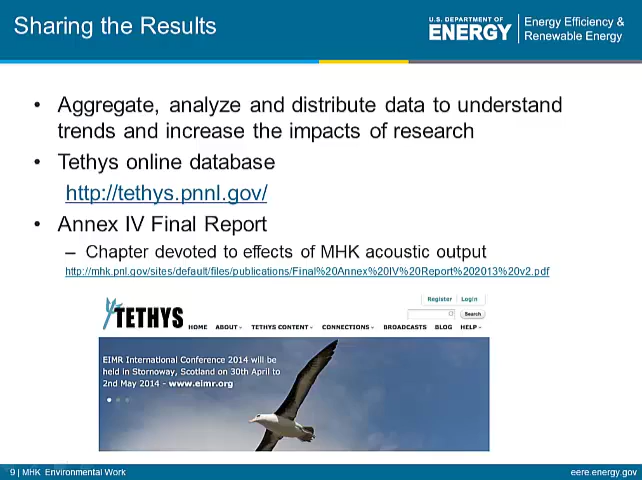 Sharing the Results
U.S. DEPARTMENT OF
ENERGY
Energy Efficiency &
Renewable Energy
• Aggregate, analyze and distribute data to understand
trends and increase the impacts of research
• Tethys online database
http://tethys.pnnl.gov/
• Annex IV Final Report
– Chapter devoted to effects of MHK acoustic output
http://mhk.pnl.gov/sites/default/files/publications/Final%20Annex%20IV%20Report%202013%20v2.pdf
Register Login
Search
TETHYS
HOME ABOUT TETHYS CONTENT CONNECTIONS BROADCASTS BLOG HELP
EIMR International Conference 2014 will be
held in Stornoway, Scotland on 30th April to
2nd May 2014 - www.eimr.org
9 | MHK Environmental Work
eere.energy.gov